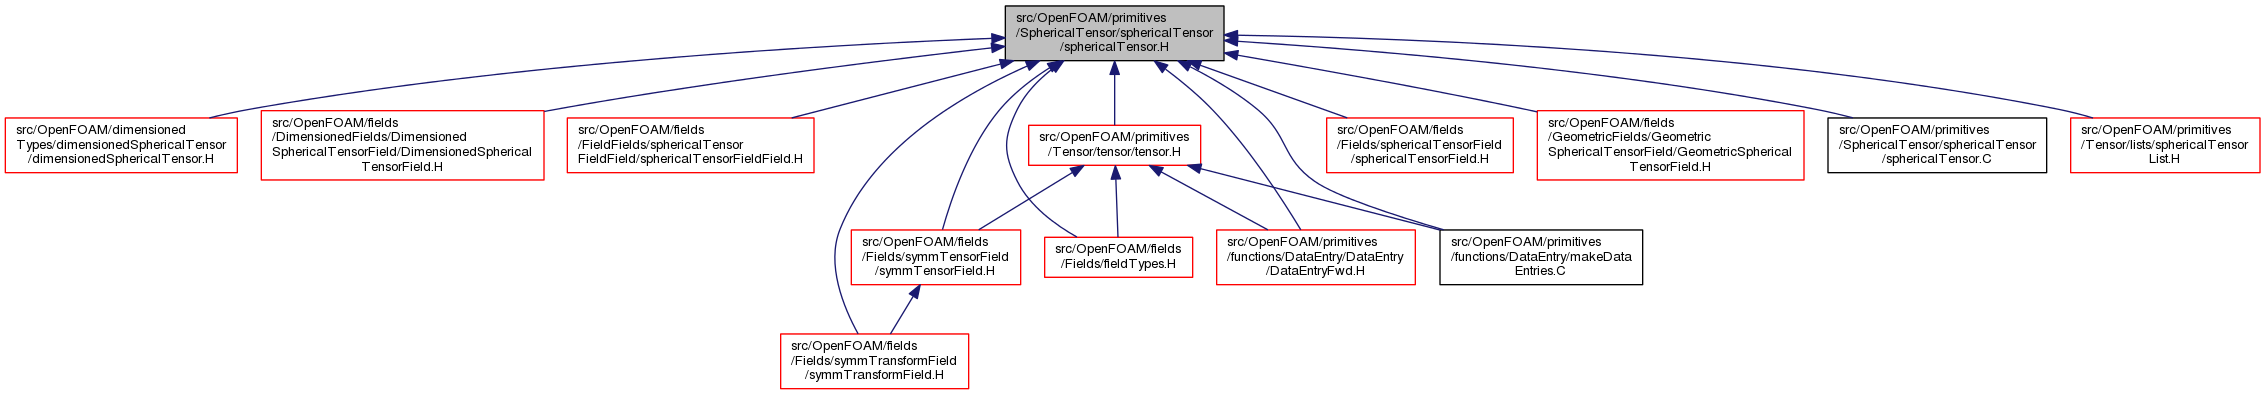 src/OpenFOAM/primitives
/SphericalTensor/sphericalTensor
/sphericalTensor.H
src/OpenFOAM/dimensioned
Types/dimensionedSphericalTensor
/dimensionedSphericalTensor.H
src/OpenFOAM/fields
/DimensionedFields/Dimensioned
SphericalTensorField/DimensionedSpherical
TensorField.H
src/OpenFOAM/fields
/FieldFields/sphericalTensor
FieldField/sphericalTensorFieldField.H
src/OpenFOAM/primitives
/Tensor/tensor/tensor.H
src/OpenFOAM/fields
/Fields/sphericalTensorField
/sphericalTensorField.H
src/OpenFOAM/fields
/GeometricFields/Geometric
SphericalTensorField/GeometricSpherical
TensorField.H
src/OpenFOAM/primitives
/SphericalTensor/sphericalTensor
/sphericalTensor.C
src/OpenFOAM/primitives
/Tensor/lists/sphericalTensor
List.H
src/OpenFOAM/fields
/Fields/symmTensorField
/symmTensorField.H
src/OpenFOAM/fields
/Fields/fieldTypes.H
src/OpenFOAM/primitives
/functions/DataEntry/DataEntry
/DataEntryFwd.H
src/OpenFOAM/primitives
/functions/DataEntry/makeData
Entries.C
src/OpenFOAM/fields
/Fields/symmTransformField
/symmTransformField.H